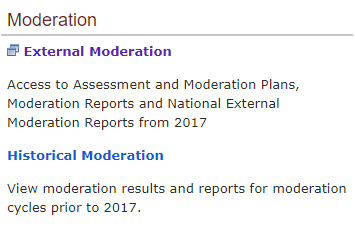 Moderation
External Moderation
Access to Assessment and Moderation Plans,
Moderation Reports and National External
Moderation Reports from 2017
Historical Moderation
View moderation results and reports for moderation
cycles prior to 2017.